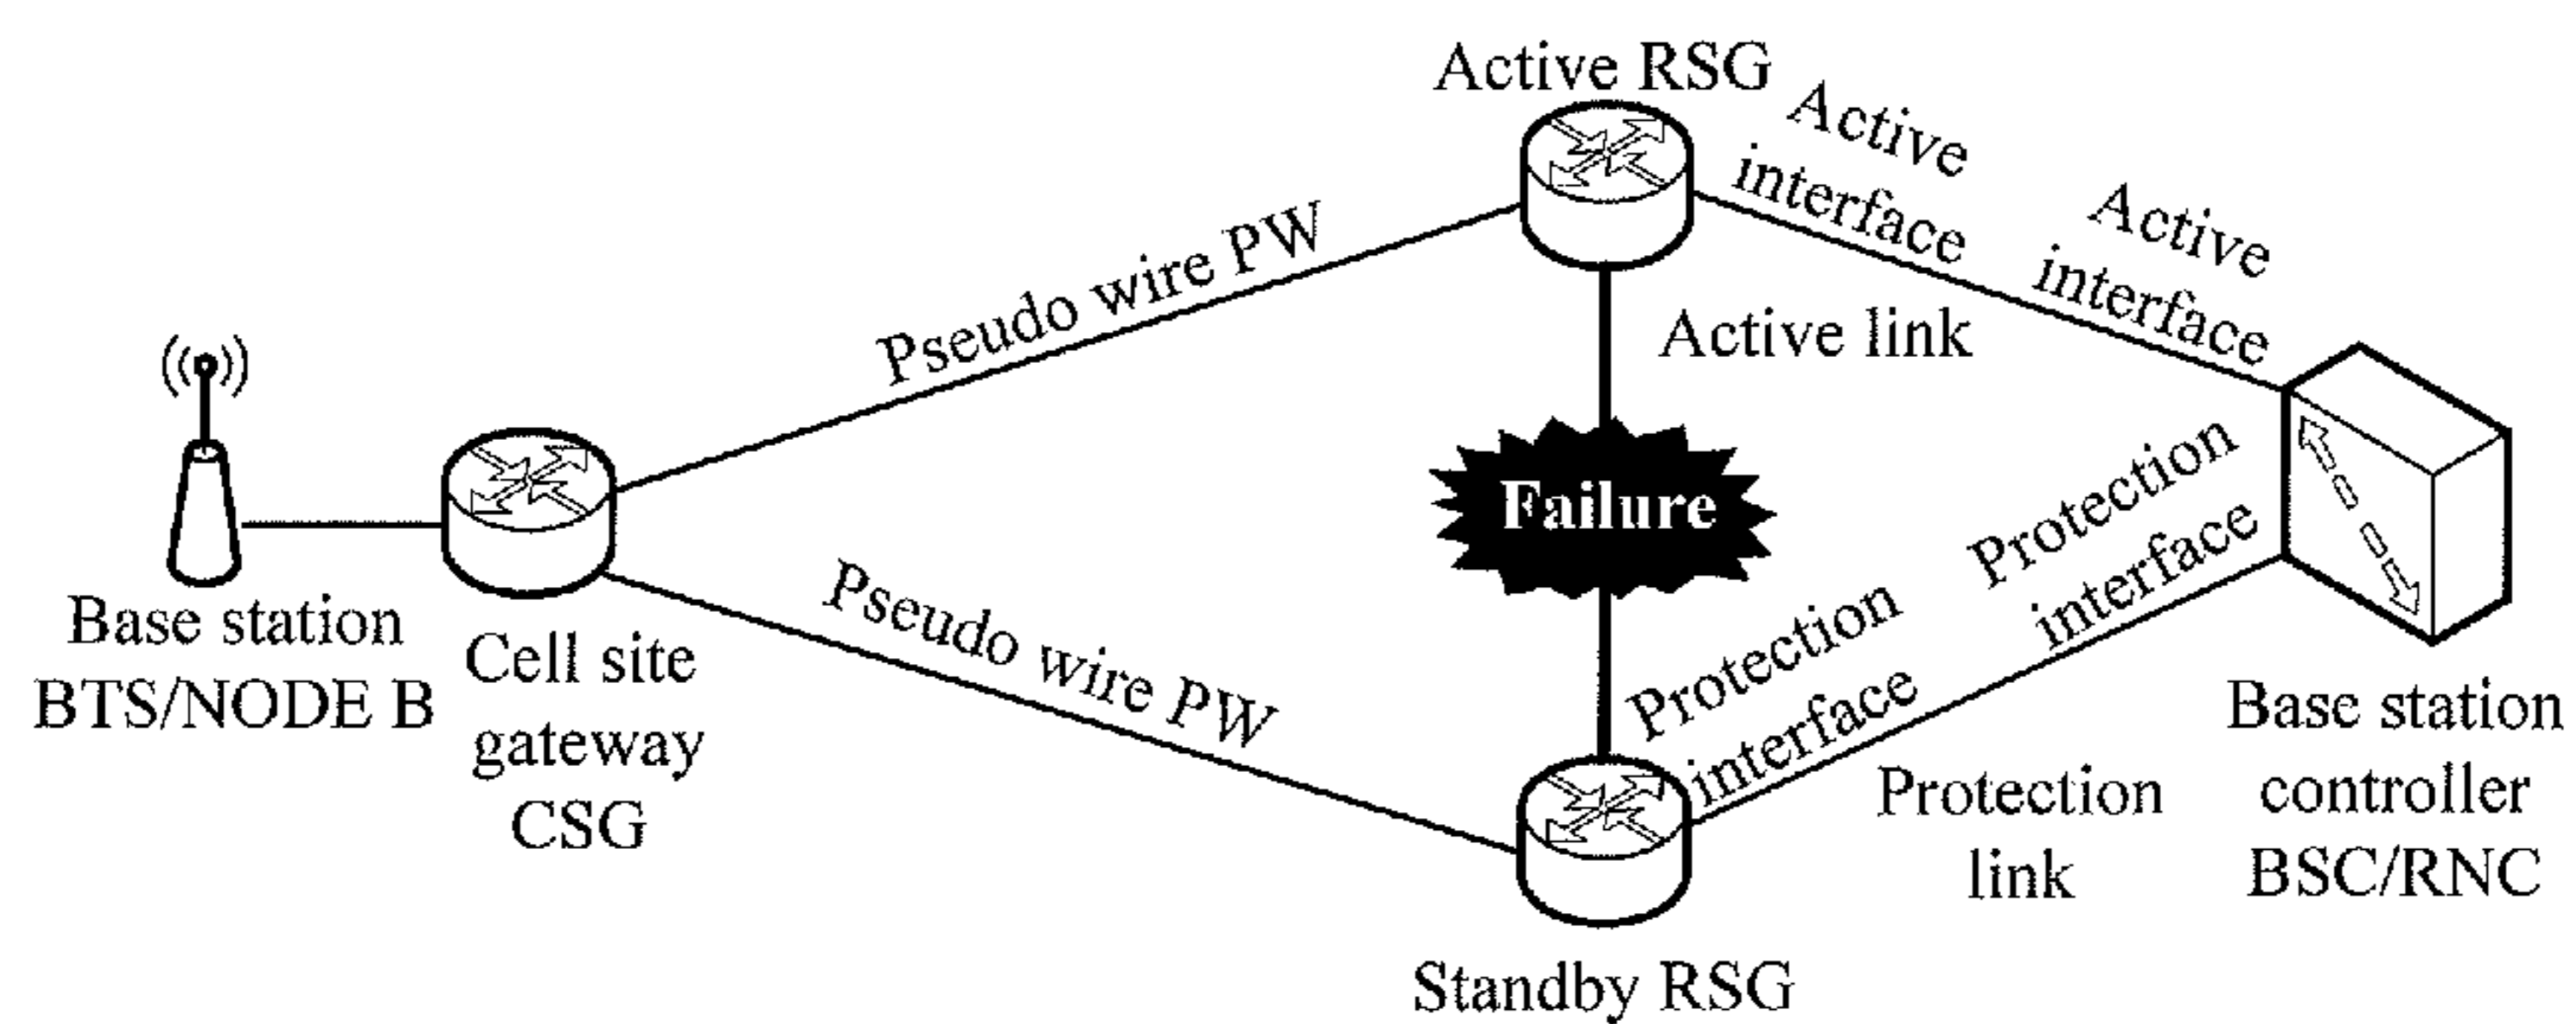 Active RSG
Active
interface
Active
interface
Pseudo wire PW
Active link
Failure
Base station
BTS/NODE B
Cell site
gateway
CSG
Pseudo wire PW
Protection
interface
Protection
interface
Protection
link
Base station
controller
BSC/RNC
Standby RSG